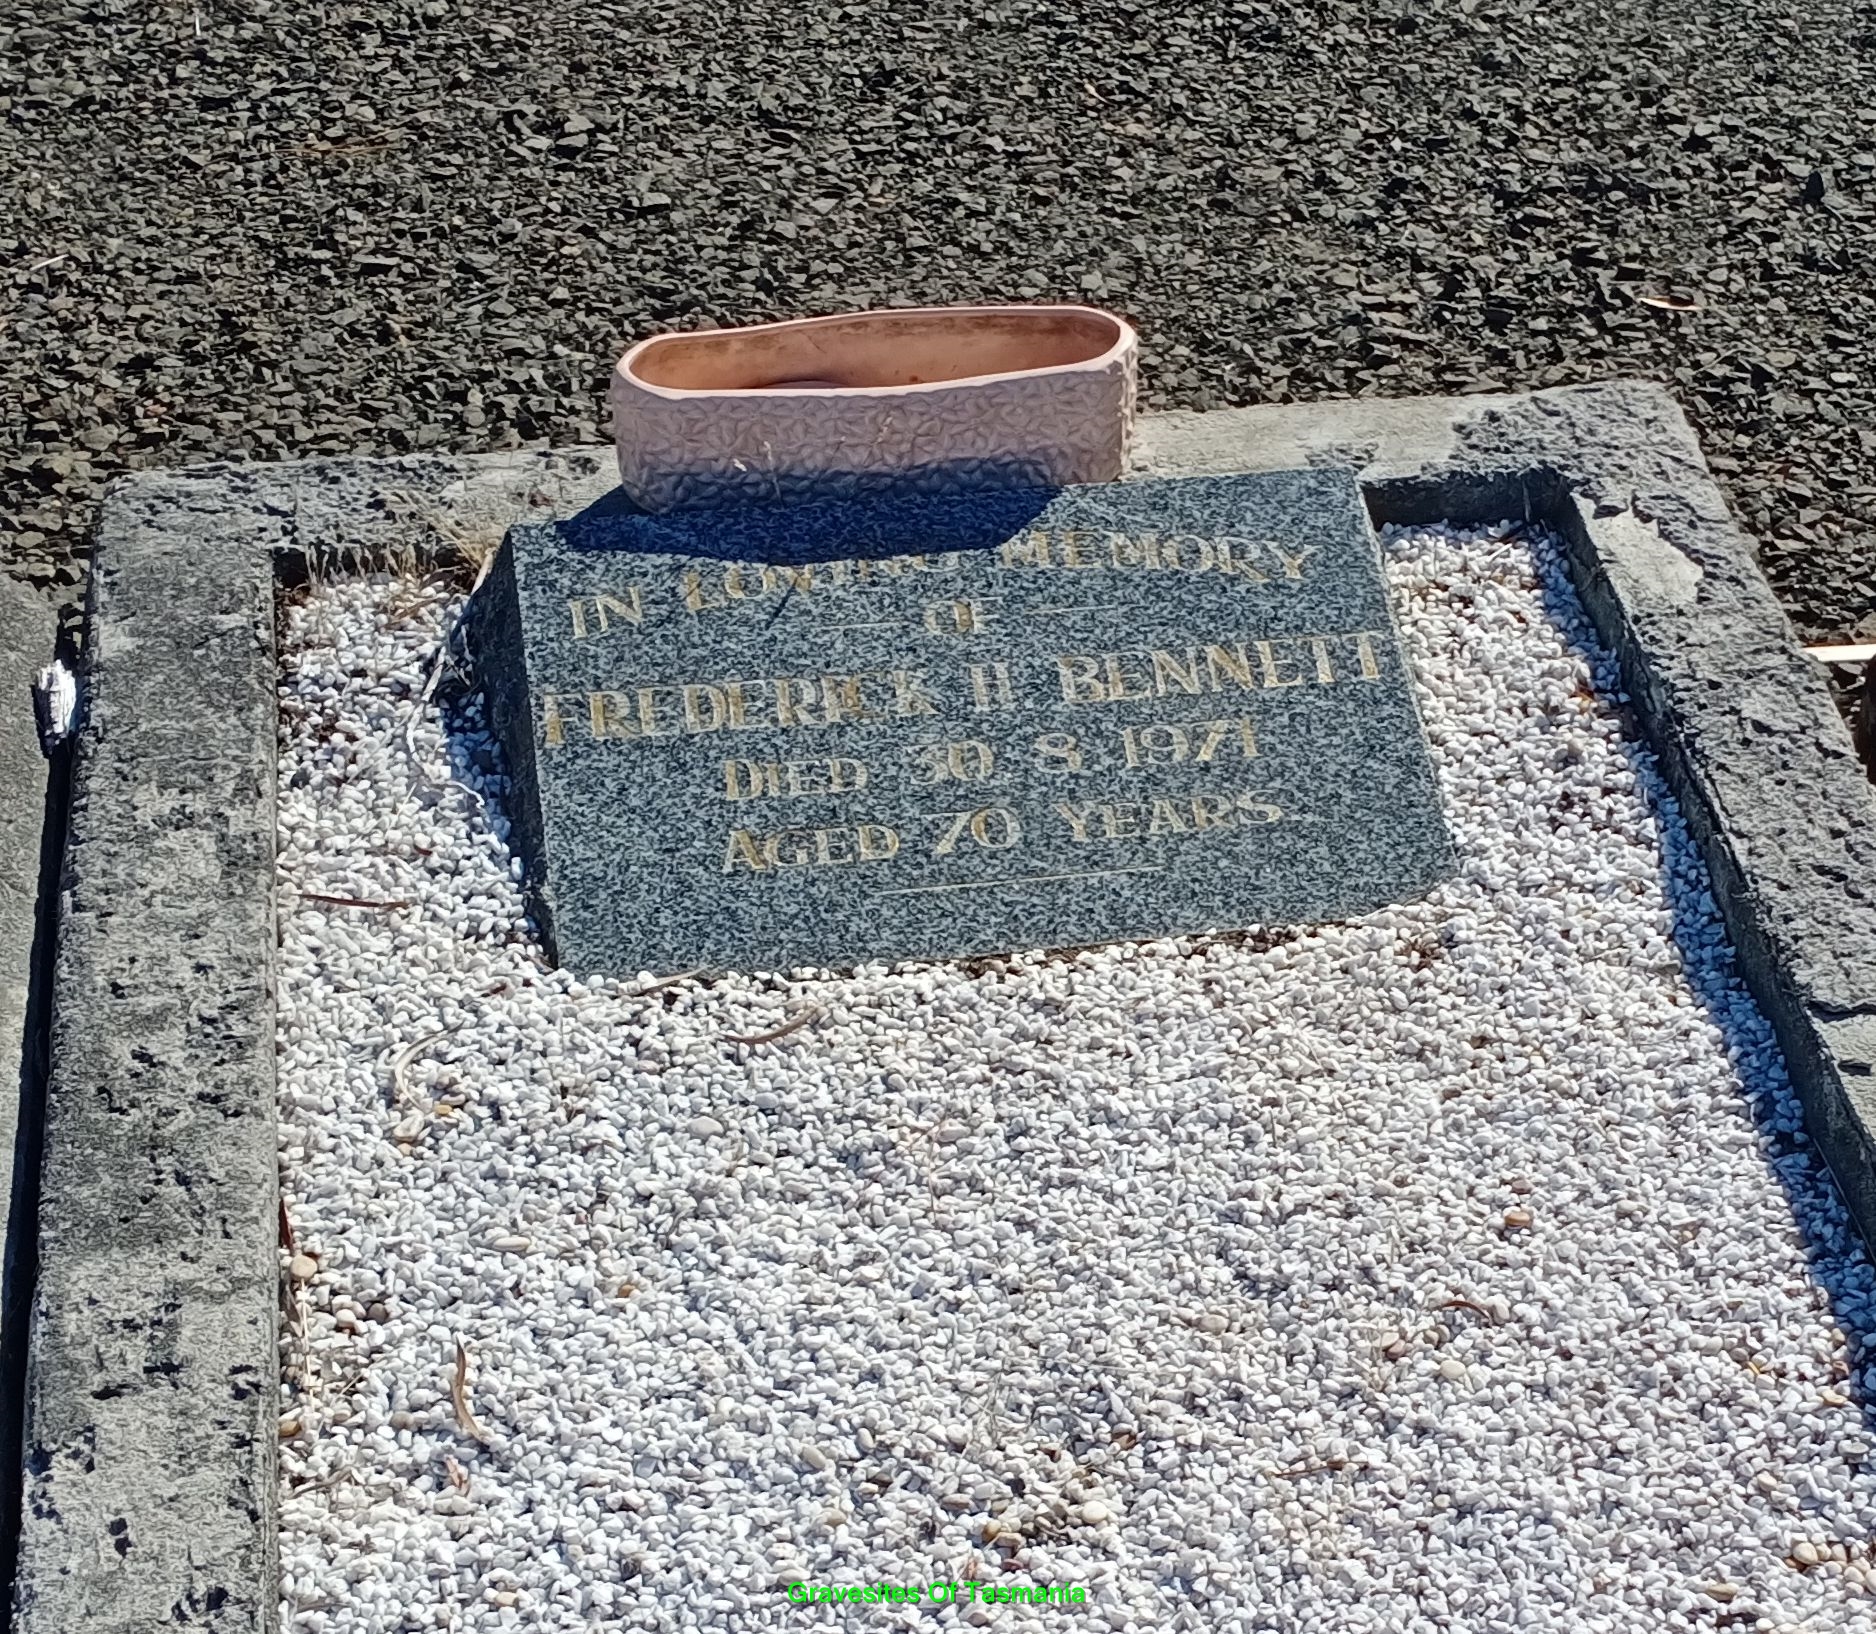 IN LOVING MEMORY
OF
FREDERICK H. BENNETT
DIED 30. 8. 1971
AGED 70 YEARS.
Gravesites Of Tasmania